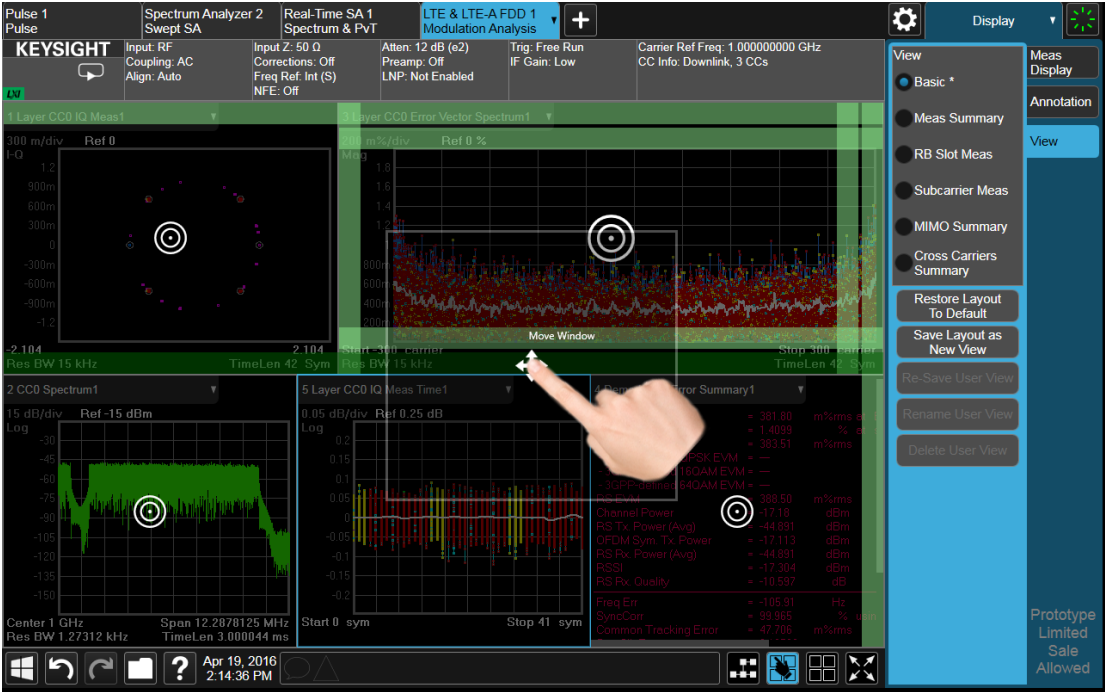 Pulse 1
Pulse
Spectrum Analyzer 2
Swept SA
Real-Time SA 1
Spectrum & PvT
LTE & LTE-A FDD 1
Modulation Analysis
Display
KEYSIGHT
LXI
Input: RF
Coupling: AC
Align: Auto
Input Z: 50 Ω
Corrections: Off
Freq Ref: Int (S)
NFE: Off
Atten: 12 dB (e2)
Preamp: Off
LNP: Not Enabled
Trig: Free Run
IF Gain: Low
Carrier Ref Freq: 1.000000000 GHz
CC Info: Downlink, 3 CCs
1 Layer CC0 IQ Meas1
300 m/div Ref 0
I-Q
1.2
900m
600m
300m
0
-300m
-600m
-900m
-1.2
-2.104 2.104
Res BW 15 kHz TimeLen 42 Sym
3 Layer CC0 Error Vector Spectrum1
200 m%/div Ref 0 %
Mag
1.8
1.6
1.4
1.2
800m
600m
400m
200m
Move Window
Start -300 carrier Stop 300 carrier
Res BW 15 kHz TimeLen 42 Sym
2 CC0 Spectrum1
15 dB/div Ref -15 dBm
Log
-30
-45
-60
-75
-90
-105
-120
-135
-150
Center 1 GHz Span 12.2878125 MHz
Res BW 1.27312 kHz TimeLen 3.000044 ms
5 Layer CC0 IQ Meas Time1
0.05 dB/div Ref 0.25 dB
Log
0.2
0.15
0.1
0.05
0
-0.05
-0.1
-0.15
-0.2
Start 0 sym Stop 41 sym
Error Summary1
= 381.80 m%rms
= 1.4099 %
= 383.51 m%rms
EVM = —
16QAM EVM = —
64QAM EVM = —
RS EVM = 388.50 m%rms
Channel Power = -17.18 dBm
RS Tx. Power (Avg) = -44.891 dBm
OFDM Sym. Tx. Power = -17.113 dBm
RS Rx. Power (Avg) = -44.891 dBm
RSSI = -17.304 dBm
RS Rx. Quality = -10.597 dB
Freq Err = -105.91 Hz
SyncCorr = 99.965 %
Common Tracking Error = 47.706 m%rms
View
Basic *
Meas Summary
RB Slot Meas
Subcarrier Meas
MIMO Summary
Cross Carriers
Summary
Restore Layout
To Default
Save Layout as
New View
Re-Save User View
Rename User View
Delete User View
Meas
Display
Annotation
View
Prototype
Limited
Sale
Allowed
?
Apr 19, 2016
2:14:36 PM